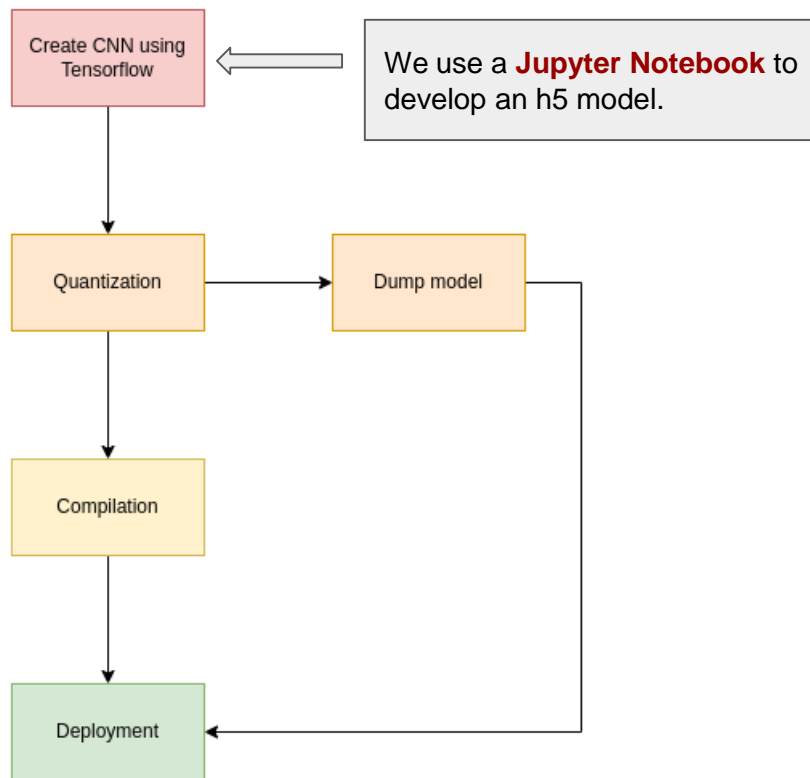 Create CNN using
Tensorflow
We use a Jupyter Notebook to
develop an h5 model.
Quantization
Dump model
Compilation
Deployment